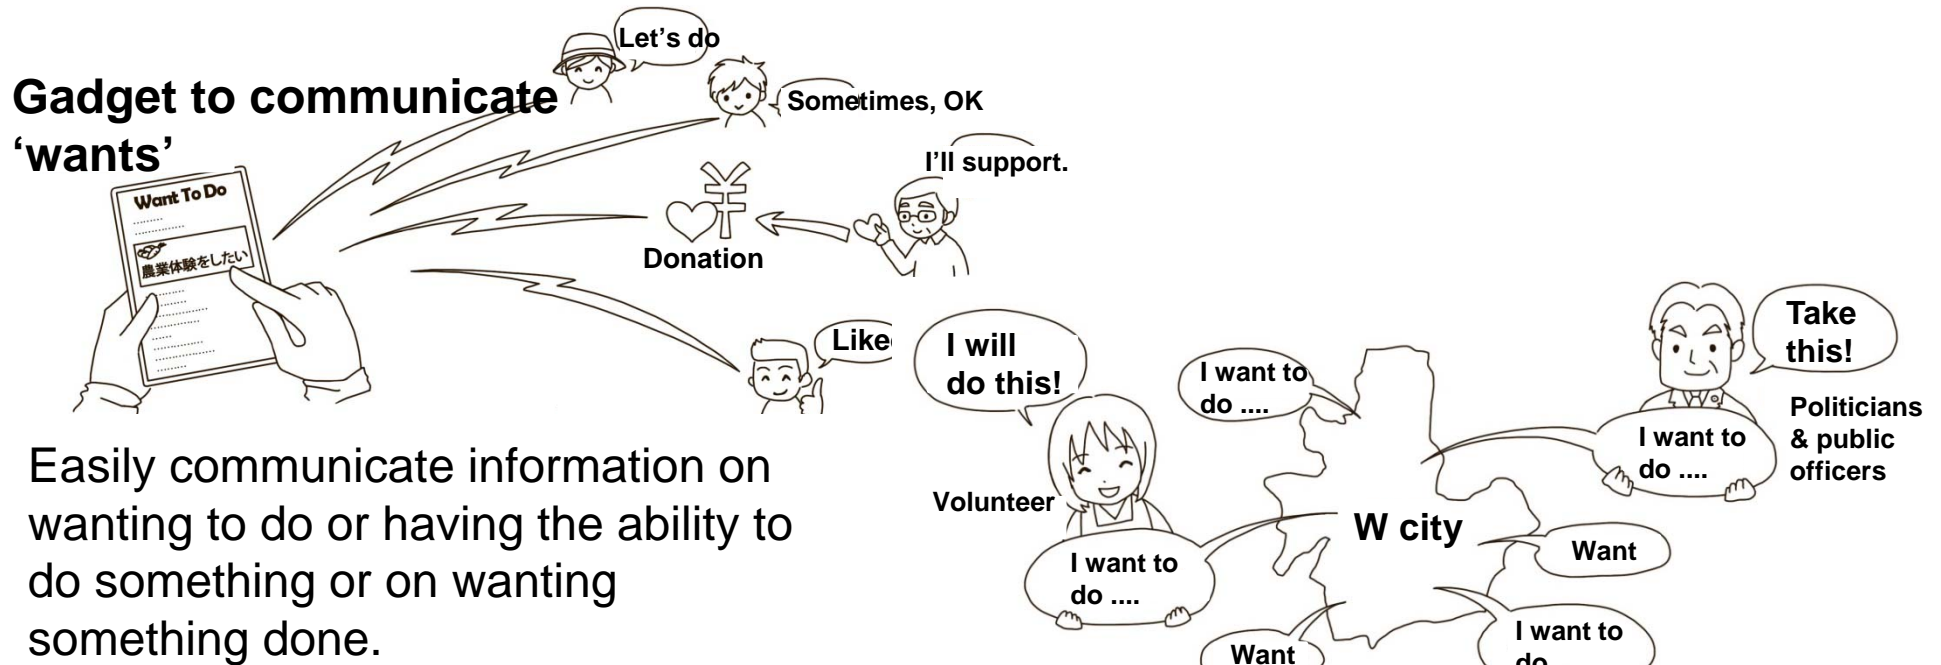 Gadget to communicate
‘wants’
Let’s do
Sometimes, OK
I’ll support.
Donation
Like
Want To Do
農業体験をしたい
Easily communicate information on
wanting to do or having the ability to
do something or on wanting
something done.
I will
do this!
Volunteer
I want to
do ....
I want to
do ....
W city
Take
this!
Politicians
& public
officers
I want to
do ....
Want
Want
I want to
do